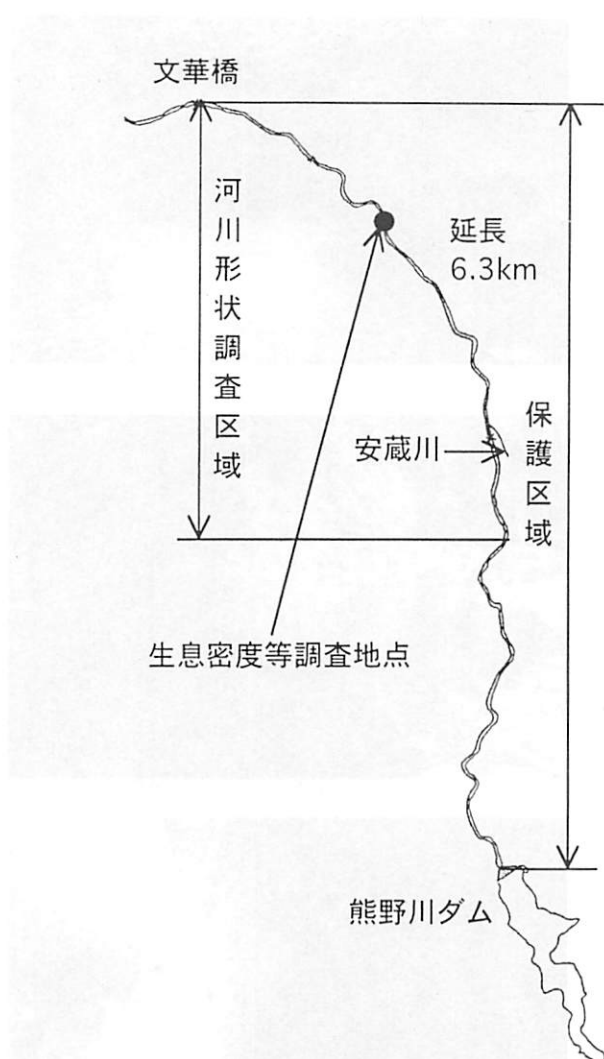 文華橋
河川形状調査区域
延長
6.3km
安蔵川
保護区域
生息密度等調査地点
熊野川ダム